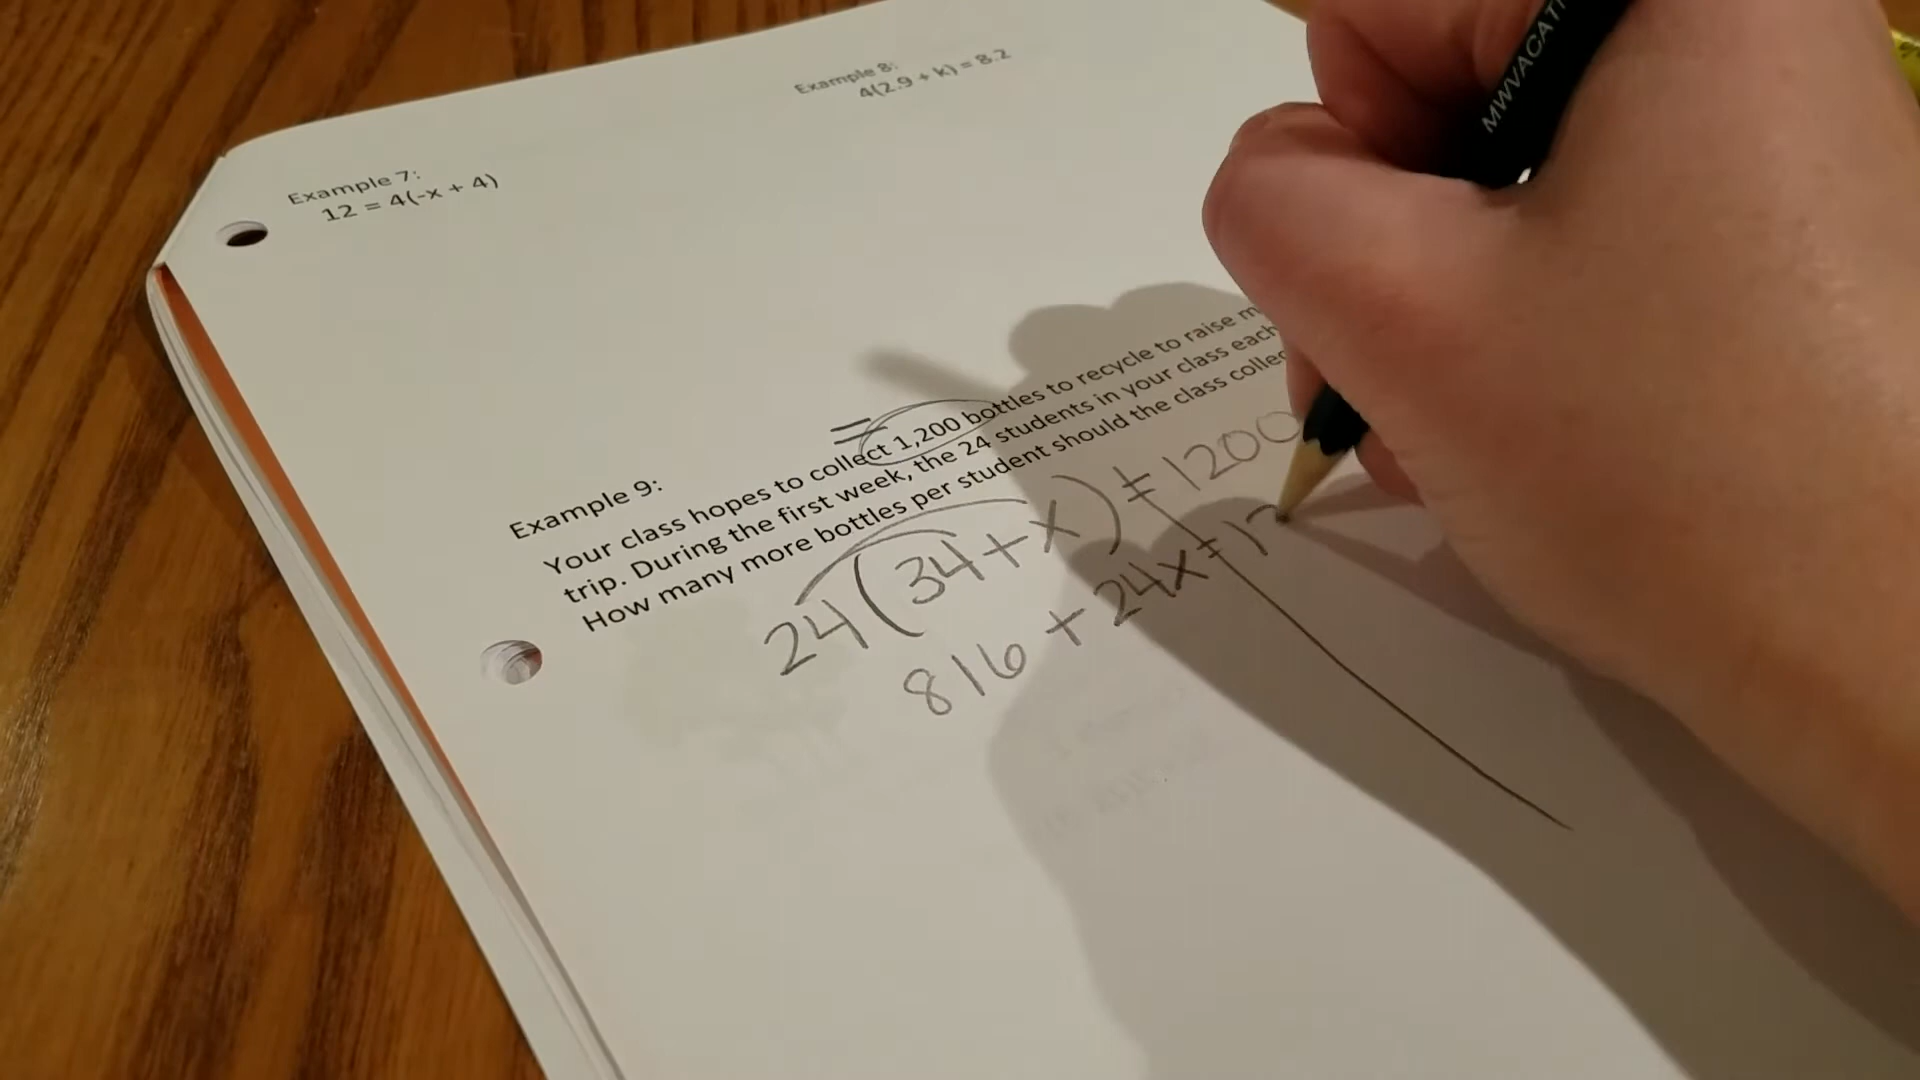 Example 8:
4(2.9 + k) = 8.2
Example 7:
12 = 4(-x + 4)
Example 9:
=
Your class hopes to collect 1,200 bottles to recycle to raise
trip. During the first week, the 24 students in your class each
How many more bottles per student should the class
24(34+x) = 1200
816 + 24x = 12
MWVACATI